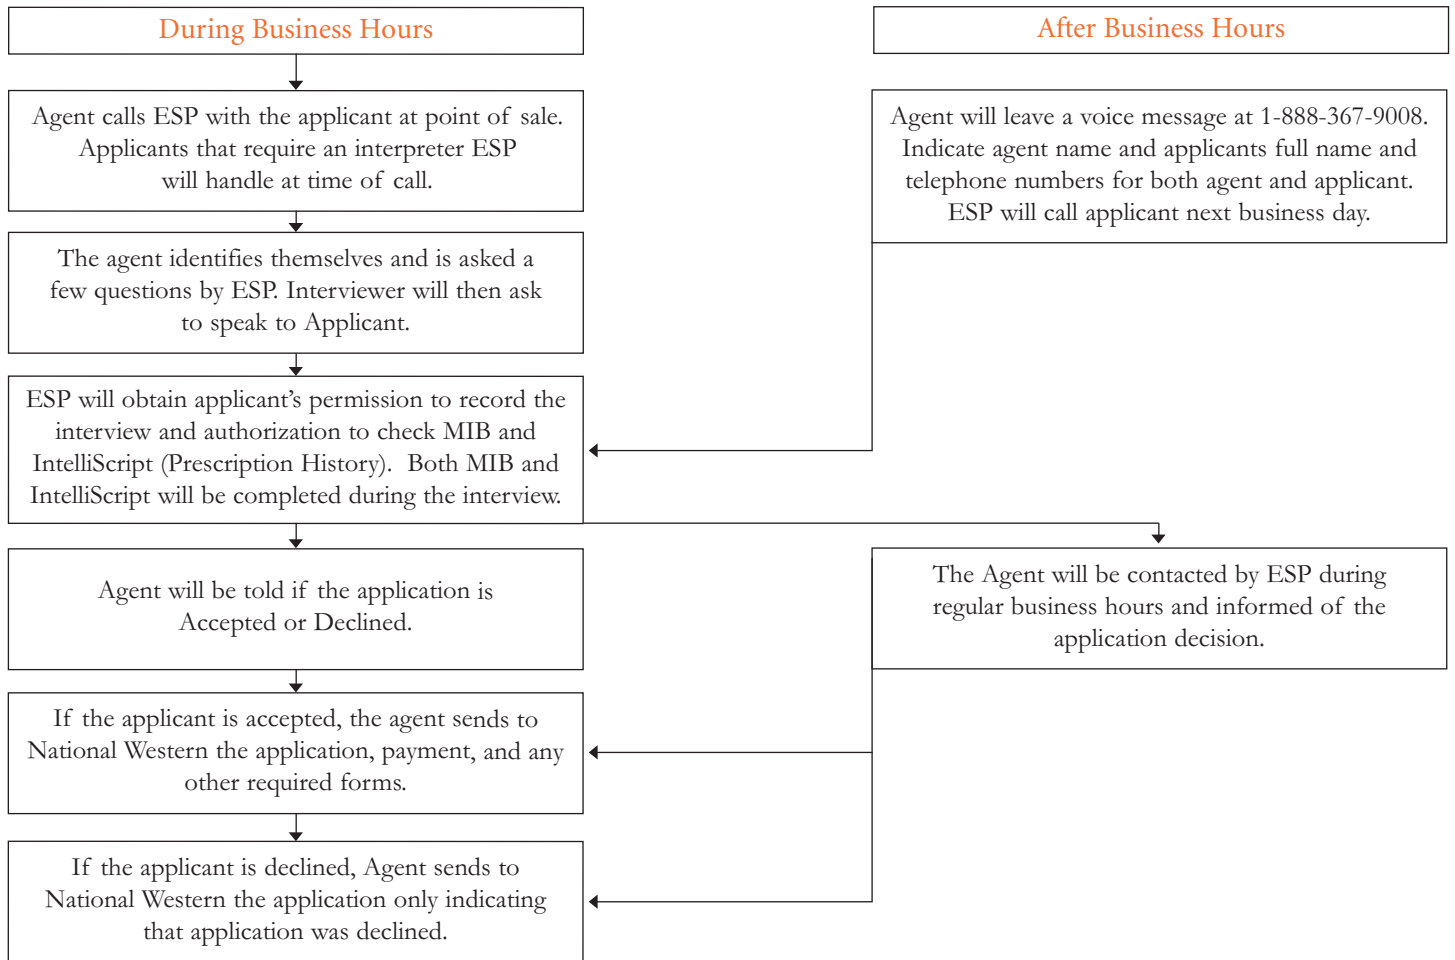 During Business Hours
After Business Hours
Agent calls ESP with the applicant at point of sale.
Applicants that require an interpreter ESP
will handle at time of call.
Agent will leave a voice message at 1-888-367-9008.
Indicate agent name and applicants full name and
telephone numbers for both agent and applicant.
ESP will call applicant next business day.
The agent identifies themselves and is asked a
few questions by ESP. Interviewer will then ask
to speak to Applicant.
ESP will obtain applicant’s permission to record the
interview and authorization to check MIB and
IntelliScript (Prescription History).  Both MIB and
IntelliScript will be completed during the interview.
Agent will be told if the application is
Accepted or Declined.
The Agent will be contacted by ESP during
regular business hours and informed of the
application decision.
If the applicant is accepted, the agent sends to
National Western the application, payment, and any
other required forms.
If the applicant is declined, Agent sends to
National Western the application only indicating
that application was declined.